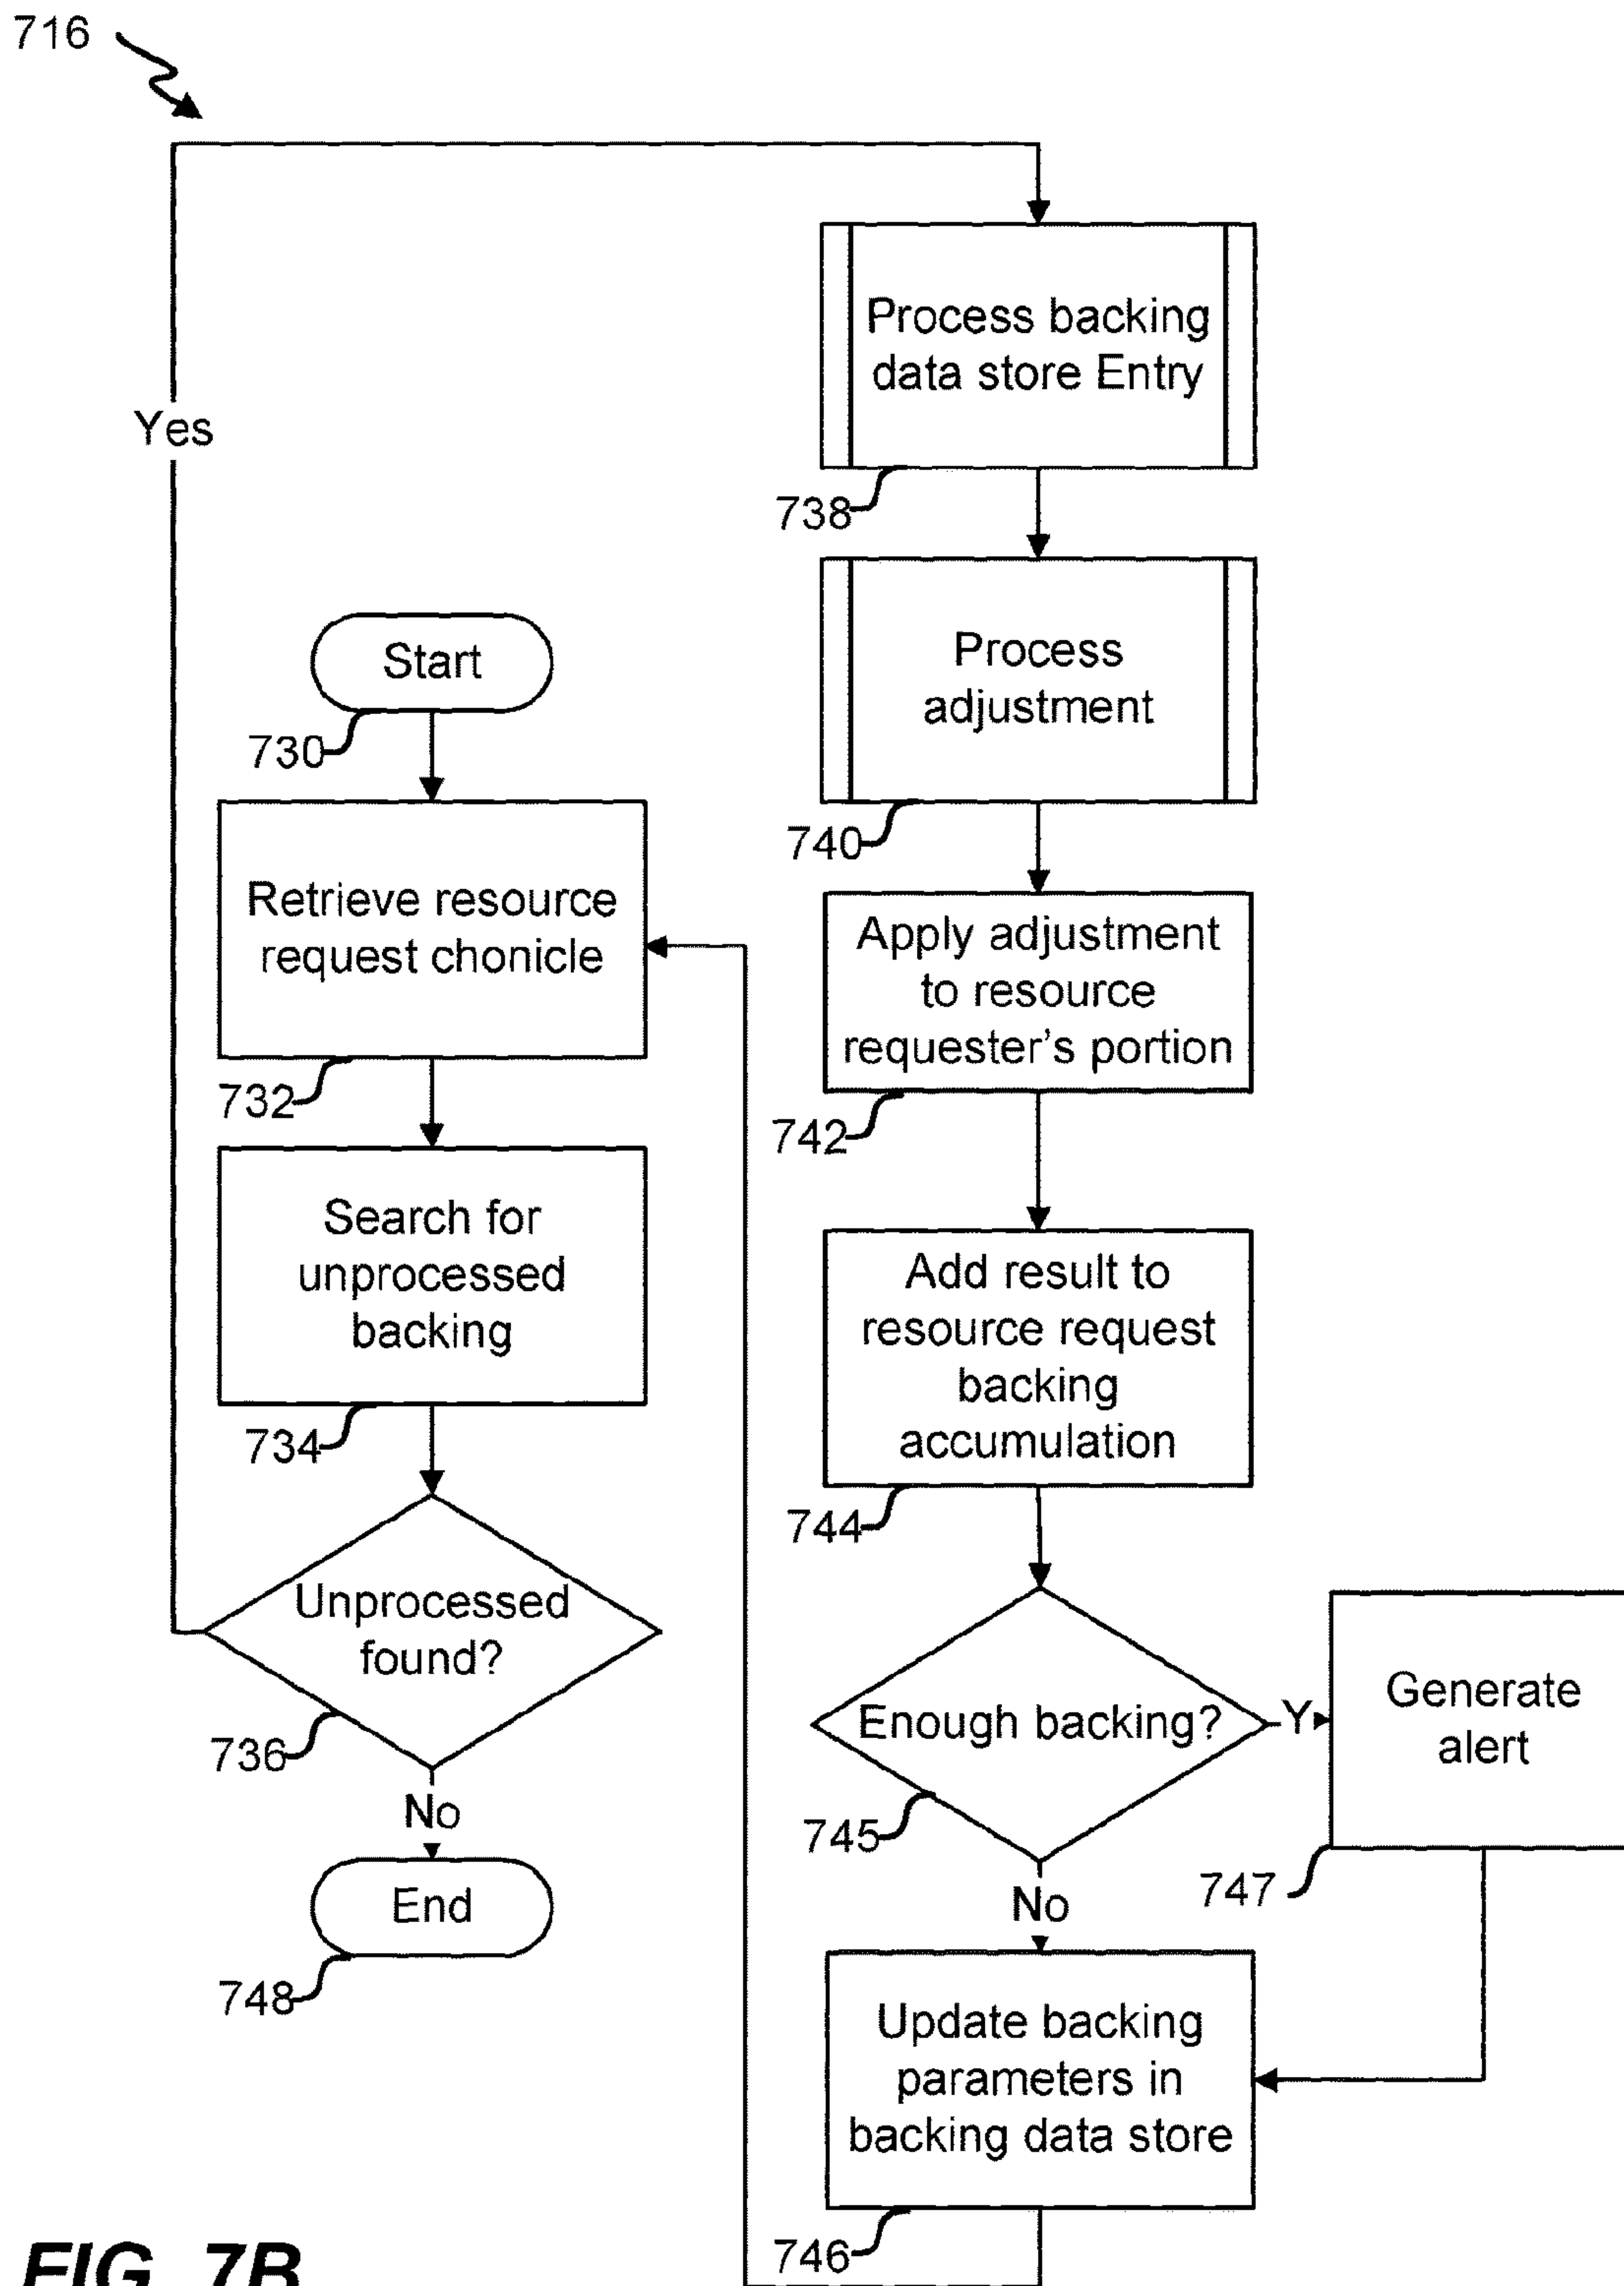 716
Yes
Process backing
data store Entry
738
Process
adjustment
740
Start
730
Retrieve resource
request chonicle
732
Apply adjustment
to resource
requester's portion
742
Search for
unprocessed
backing
734
Add result to
resource request
backing
accumulation
744
Unprocessed
found?
736
No
End
748
Enough backing?
745
Y
Generate
alert
747
No
Update backing
parameters in
backing data store
746
FIG. 7B